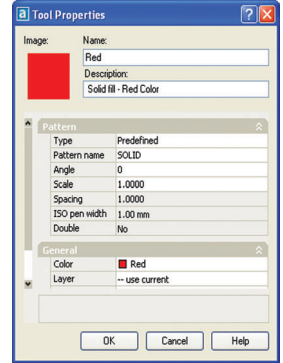 a Tool Properties
Image:
Name:
Red
Description:
Solid fill - Red Color
Pattern
Type Predefined
Pattern name SOLID
Angle 0
Scale 1.0000
Spacing 1.0000
ISO pen width 1.00 mm
Double No
General
Color Red
Layer -- use current
OK Cancel Help